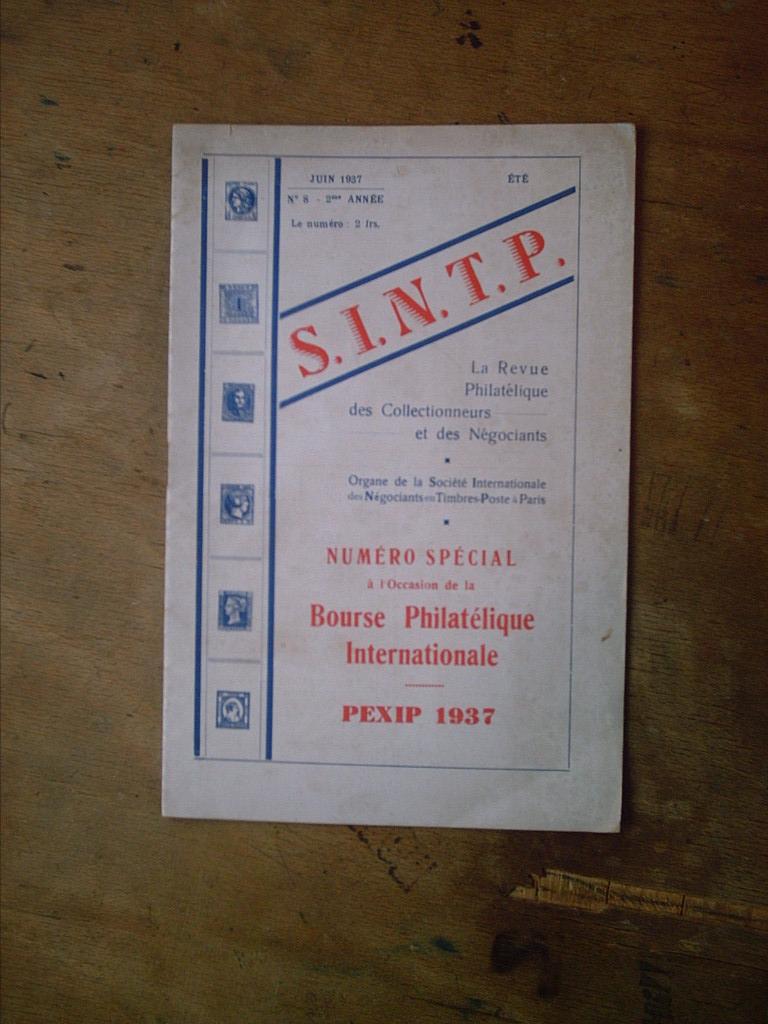 JUIN 1937
ÉTÉ
N° 8 - 2me ANNÉE
Le numéro : 2 frs.
S.I.N.T.P.
La Revue
Philatélique
des Collectionneurs
et des Négociants
Organe de la Société Internationale
des Négociants en Timbres-Poste à Paris
NUMÉRO SPÉCIAL
à l'Occasion de la
Bourse Philatélique
Internationale
PEXIP 1937